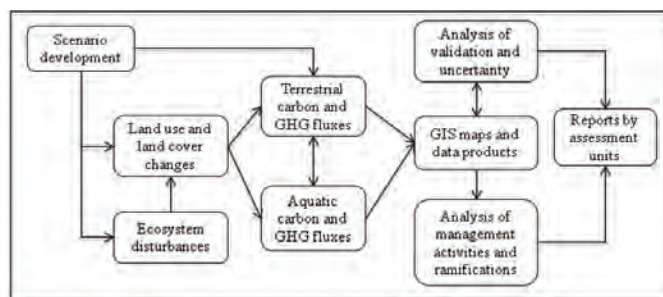 Scenario
development
Land use and
land cover
changes
Ecosystem
disturbances
Terrestrial
carbon and
GHG fluxes
Aquatic
carbon and
GHG fluxes
Analysis of
validation and
uncertainty
GIS maps and
data products
Analysis of
management
activities and
ramifications
Reports by
assessment
units